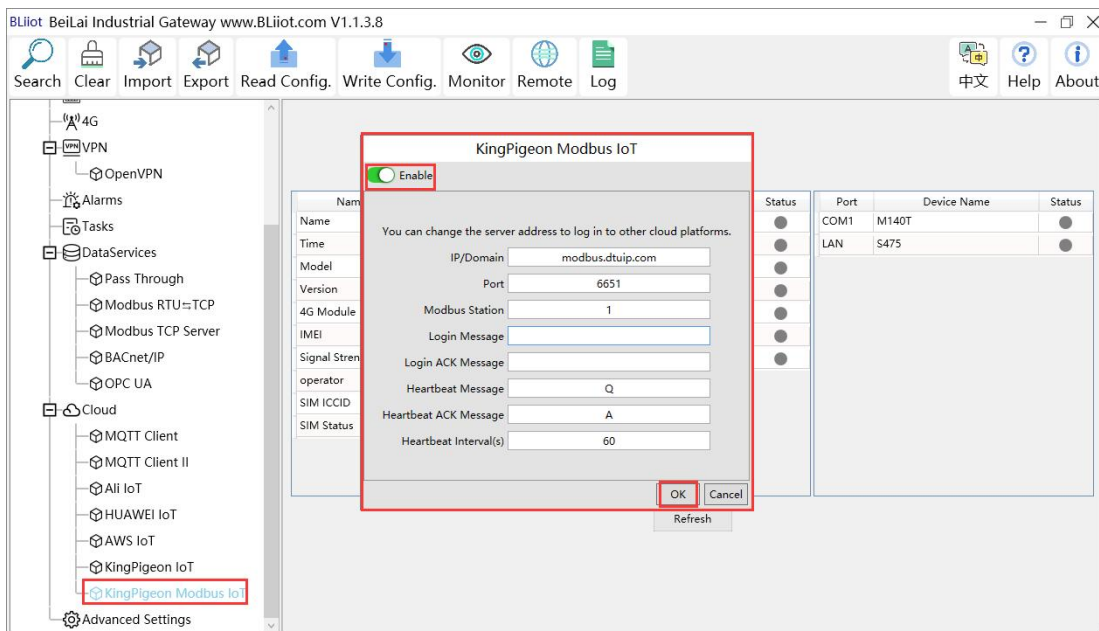 BLiiot BeiLai Industrial Gateway www.BLiiot.com V1.1.3.8
Search Clear Import Export Read Config. Write Config. Monitor Remote Log 中文 Help About
4G
VPN
OpenVPN
Alarms
Tasks
DataServices
Pass Through
Modbus RTU⇆TCP
Modbus TCP Server
BACnet/IP
OPC UA
Cloud
MQTT Client
MQTT Client II
Ali IoT
HUAWEI IoT
AWS IoT
KingPigeon IoT
KingPigeon Modbus IoT
Advanced Settings
Name
Time
Model
Version
4G Module
IMEI
operator
SIM ICCID
SIM Status
KingPigeon Modbus IoT
Enable
You can change the server address to log in to other cloud platforms.
IP/Domain modbus.dtuip.com
Port 6651
Modbus Station 1
Login Message
Login ACK Message
Heartbeat Message Q
Heartbeat ACK Message A
Heartbeat Interval(s) 60
OK Cancel
Refresh
Status
Port Device Name Status
COM1 M140T
LAN S475